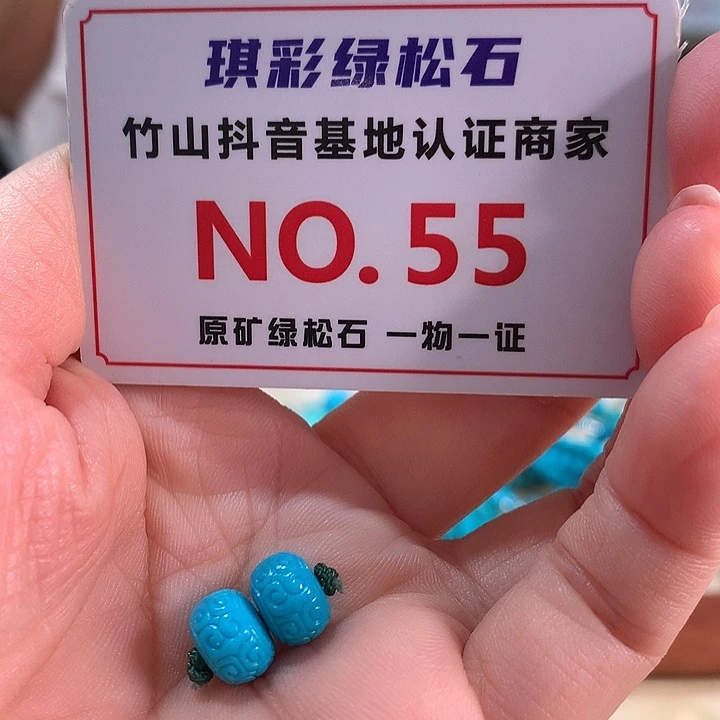 琪彩绿松石
竹山抖音基地认证商家
NO. 55
原矿绿松石 一物一证